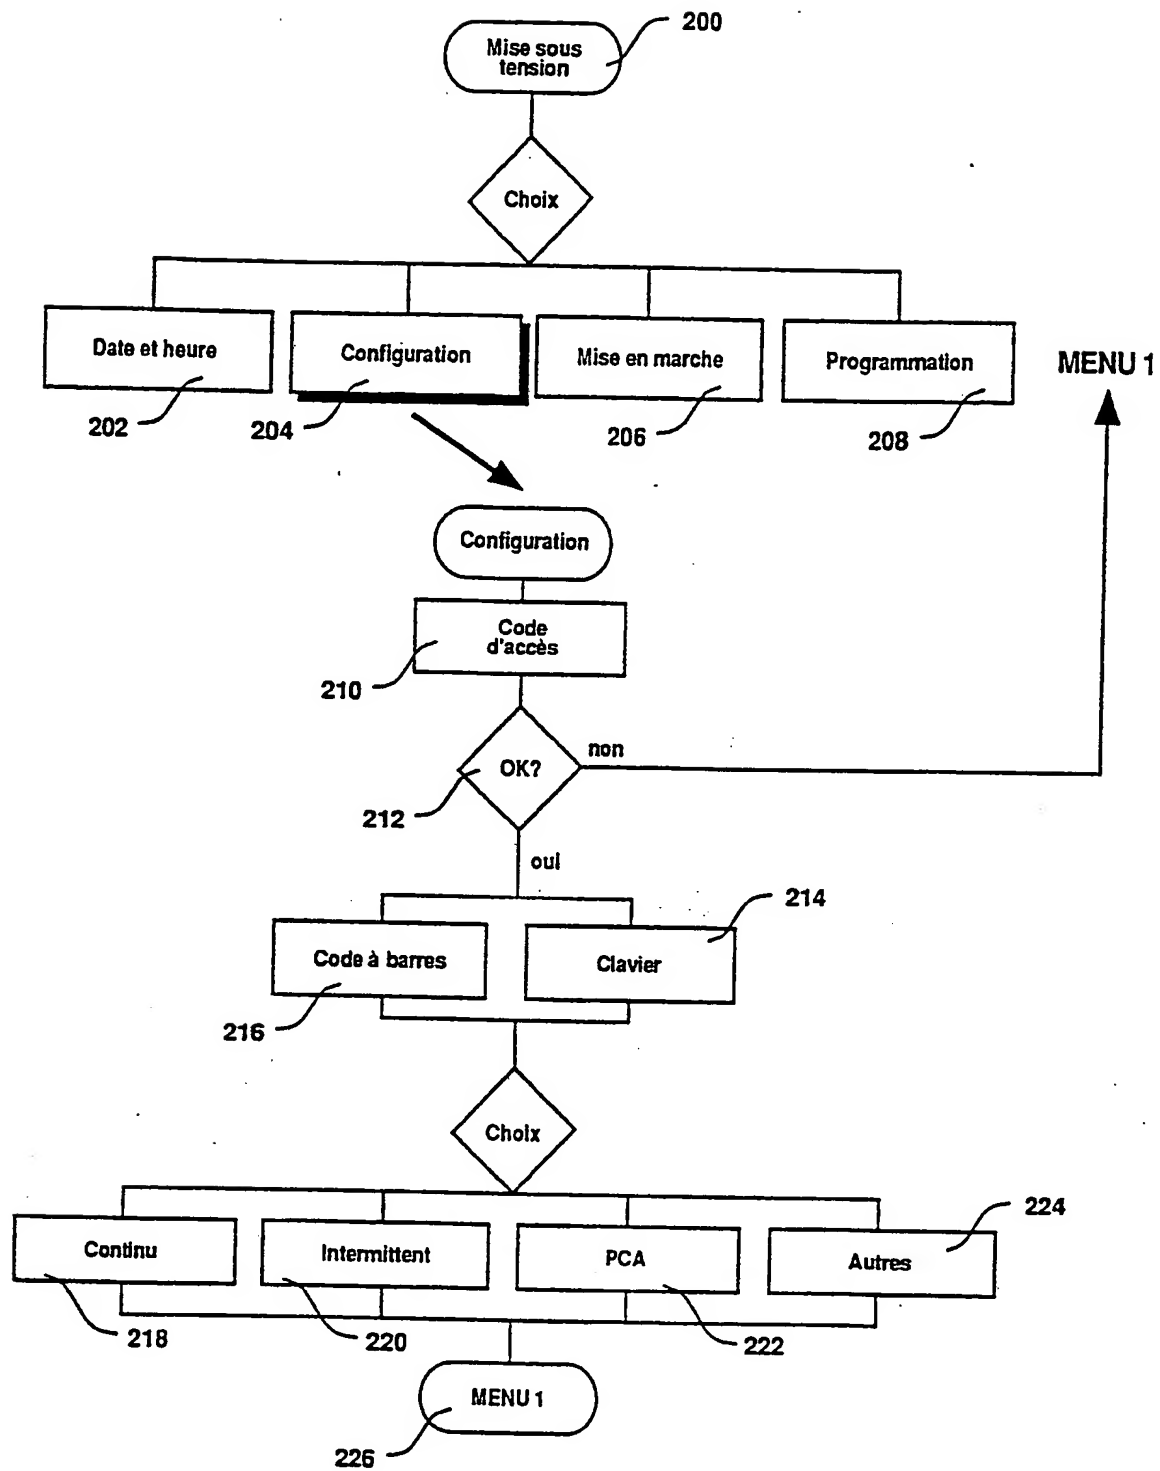 200
Mise sous
tension
Choix
Date et heure
Configuration
Mise en marche
Programmation
MENU 1
202
204
206
208
Configuration
Code
d'accès
210
OK?
non
212
oui
214
Code à barres
Clavier
216
Choix
224
Continu
Intermittent
PCA
Autres
218
220
222
MENU 1
226